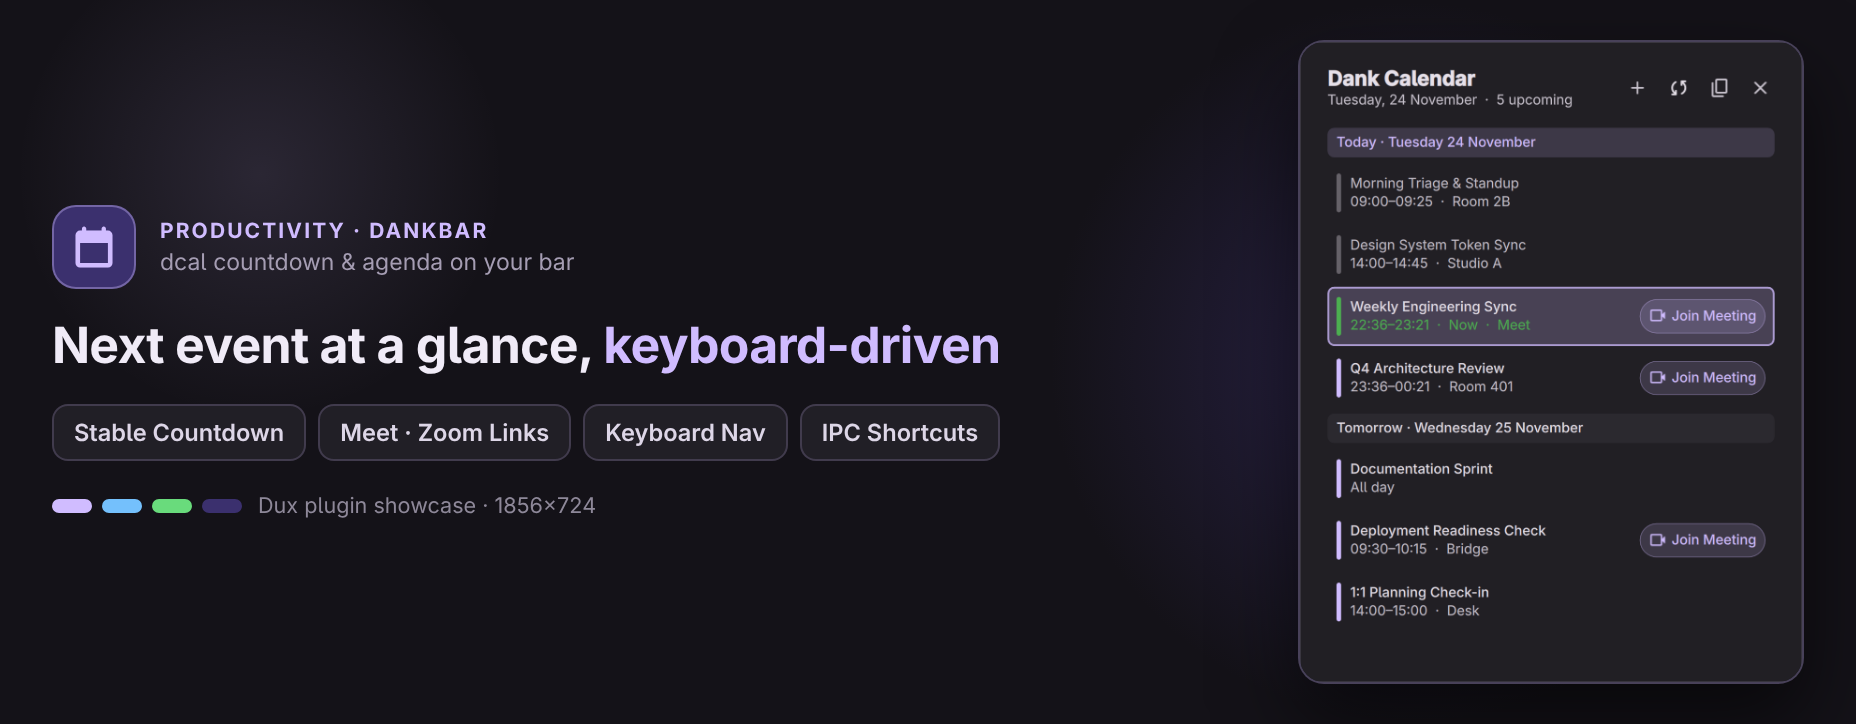 PRODUCTIVITY · DANKBAR
dcal countdown & agenda on your bar
Next event at a glance, keyboard-driven
Stable Countdown
Meet · Zoom Links
Keyboard Nav
IPC Shortcuts
Dux plugin showcase · 1856×724
Dank Calendar
Tuesday, 24 November · 5 upcoming
Today · Tuesday 24 November
Morning Triage & Standup
09:00–09:25 · Room 2B
Design System Token Sync
14:00–14:45 · Studio A
Weekly Engineering Sync
22:36–23:21 · Now · Meet
Join Meeting
Q4 Architecture Review
23:36–00:21 · Room 401
Join Meeting
Tomorrow · Wednesday 25 November
Documentation Sprint
All day
Deployment Readiness Check
09:30–10:15 · Bridge
Join Meeting
1:1 Planning Check-in
14:00–15:00 · Desk